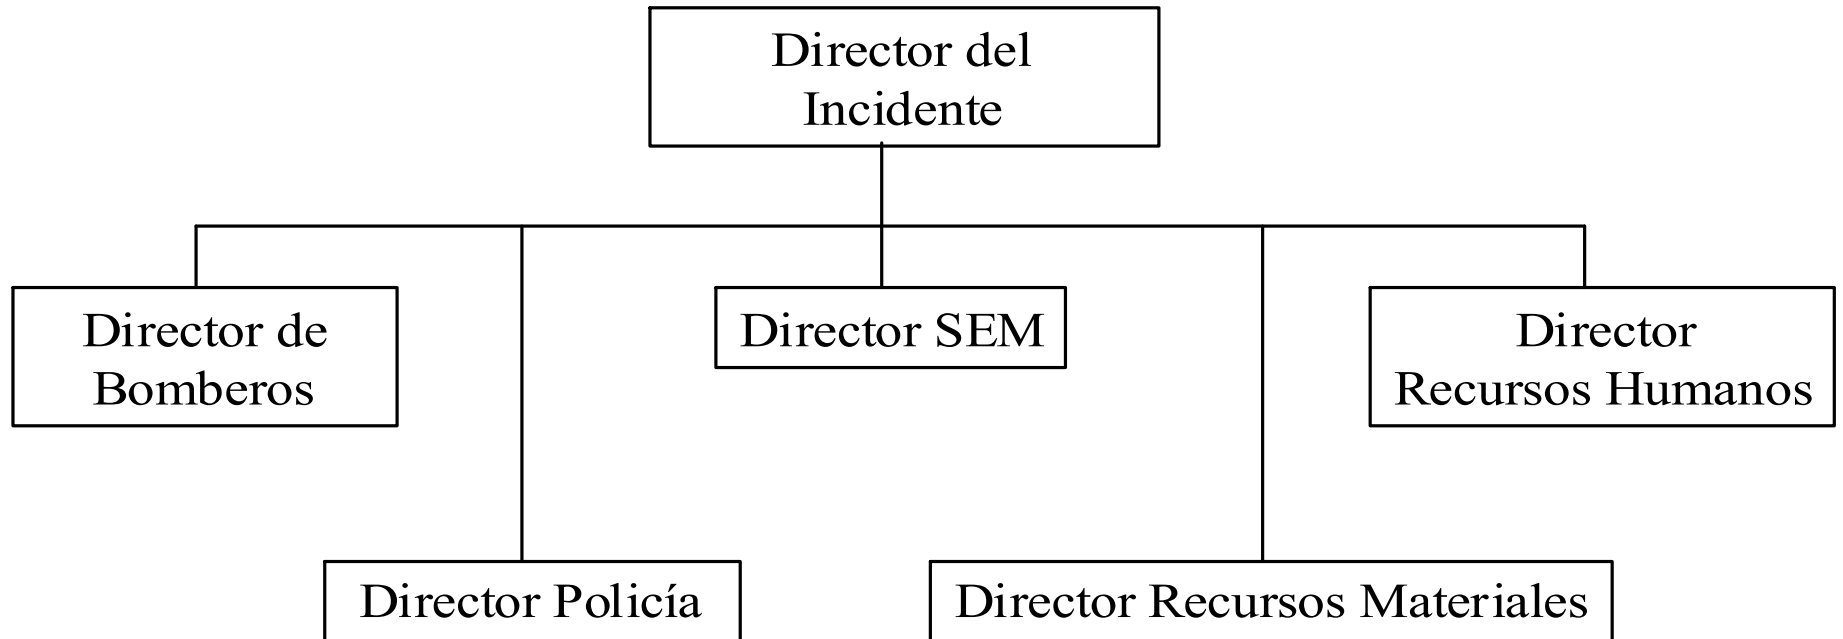 Director del
Incidente
Director de
Bomberos
Director SEM
Director
Recursos Humanos
Director Policía
Director Recursos Materiales